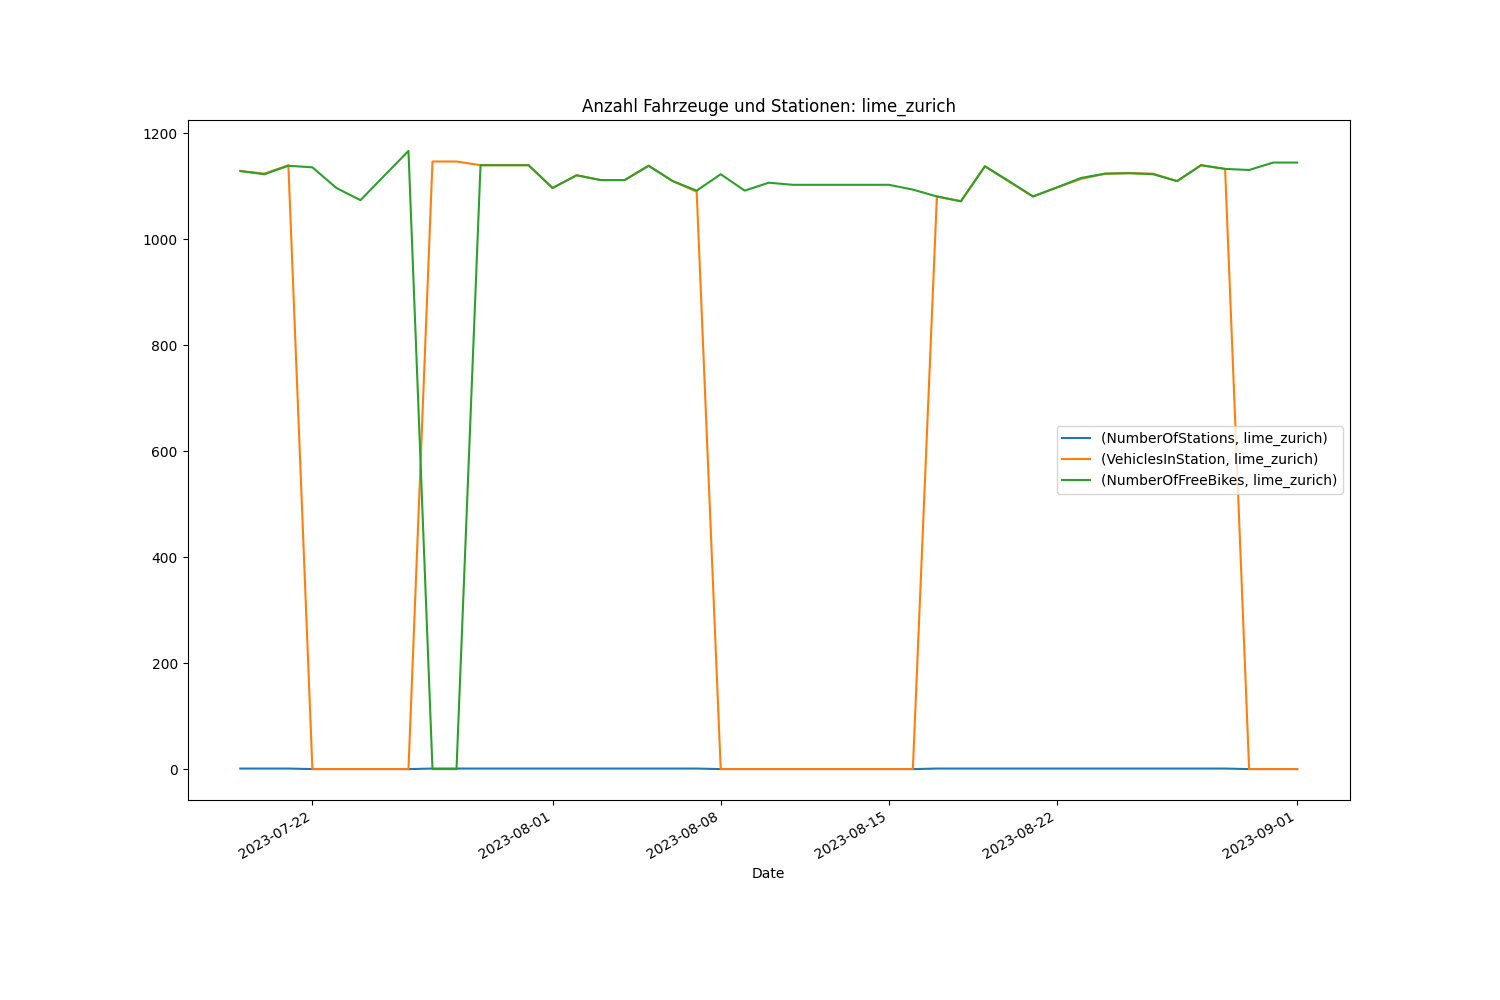 Anzahl Fahrzeuge und Stationen: lime_zurich
1200
1000
800
600
400
200
0
(NumberOfStations, lime_zurich)
(VehiclesInStation, lime_zurich)
(NumberOfFreeBikes, lime_zurich)
2023-07-22
2023-08-01
2023-08-08
2023-08-15
2023-08-22
2023-09-01
Date